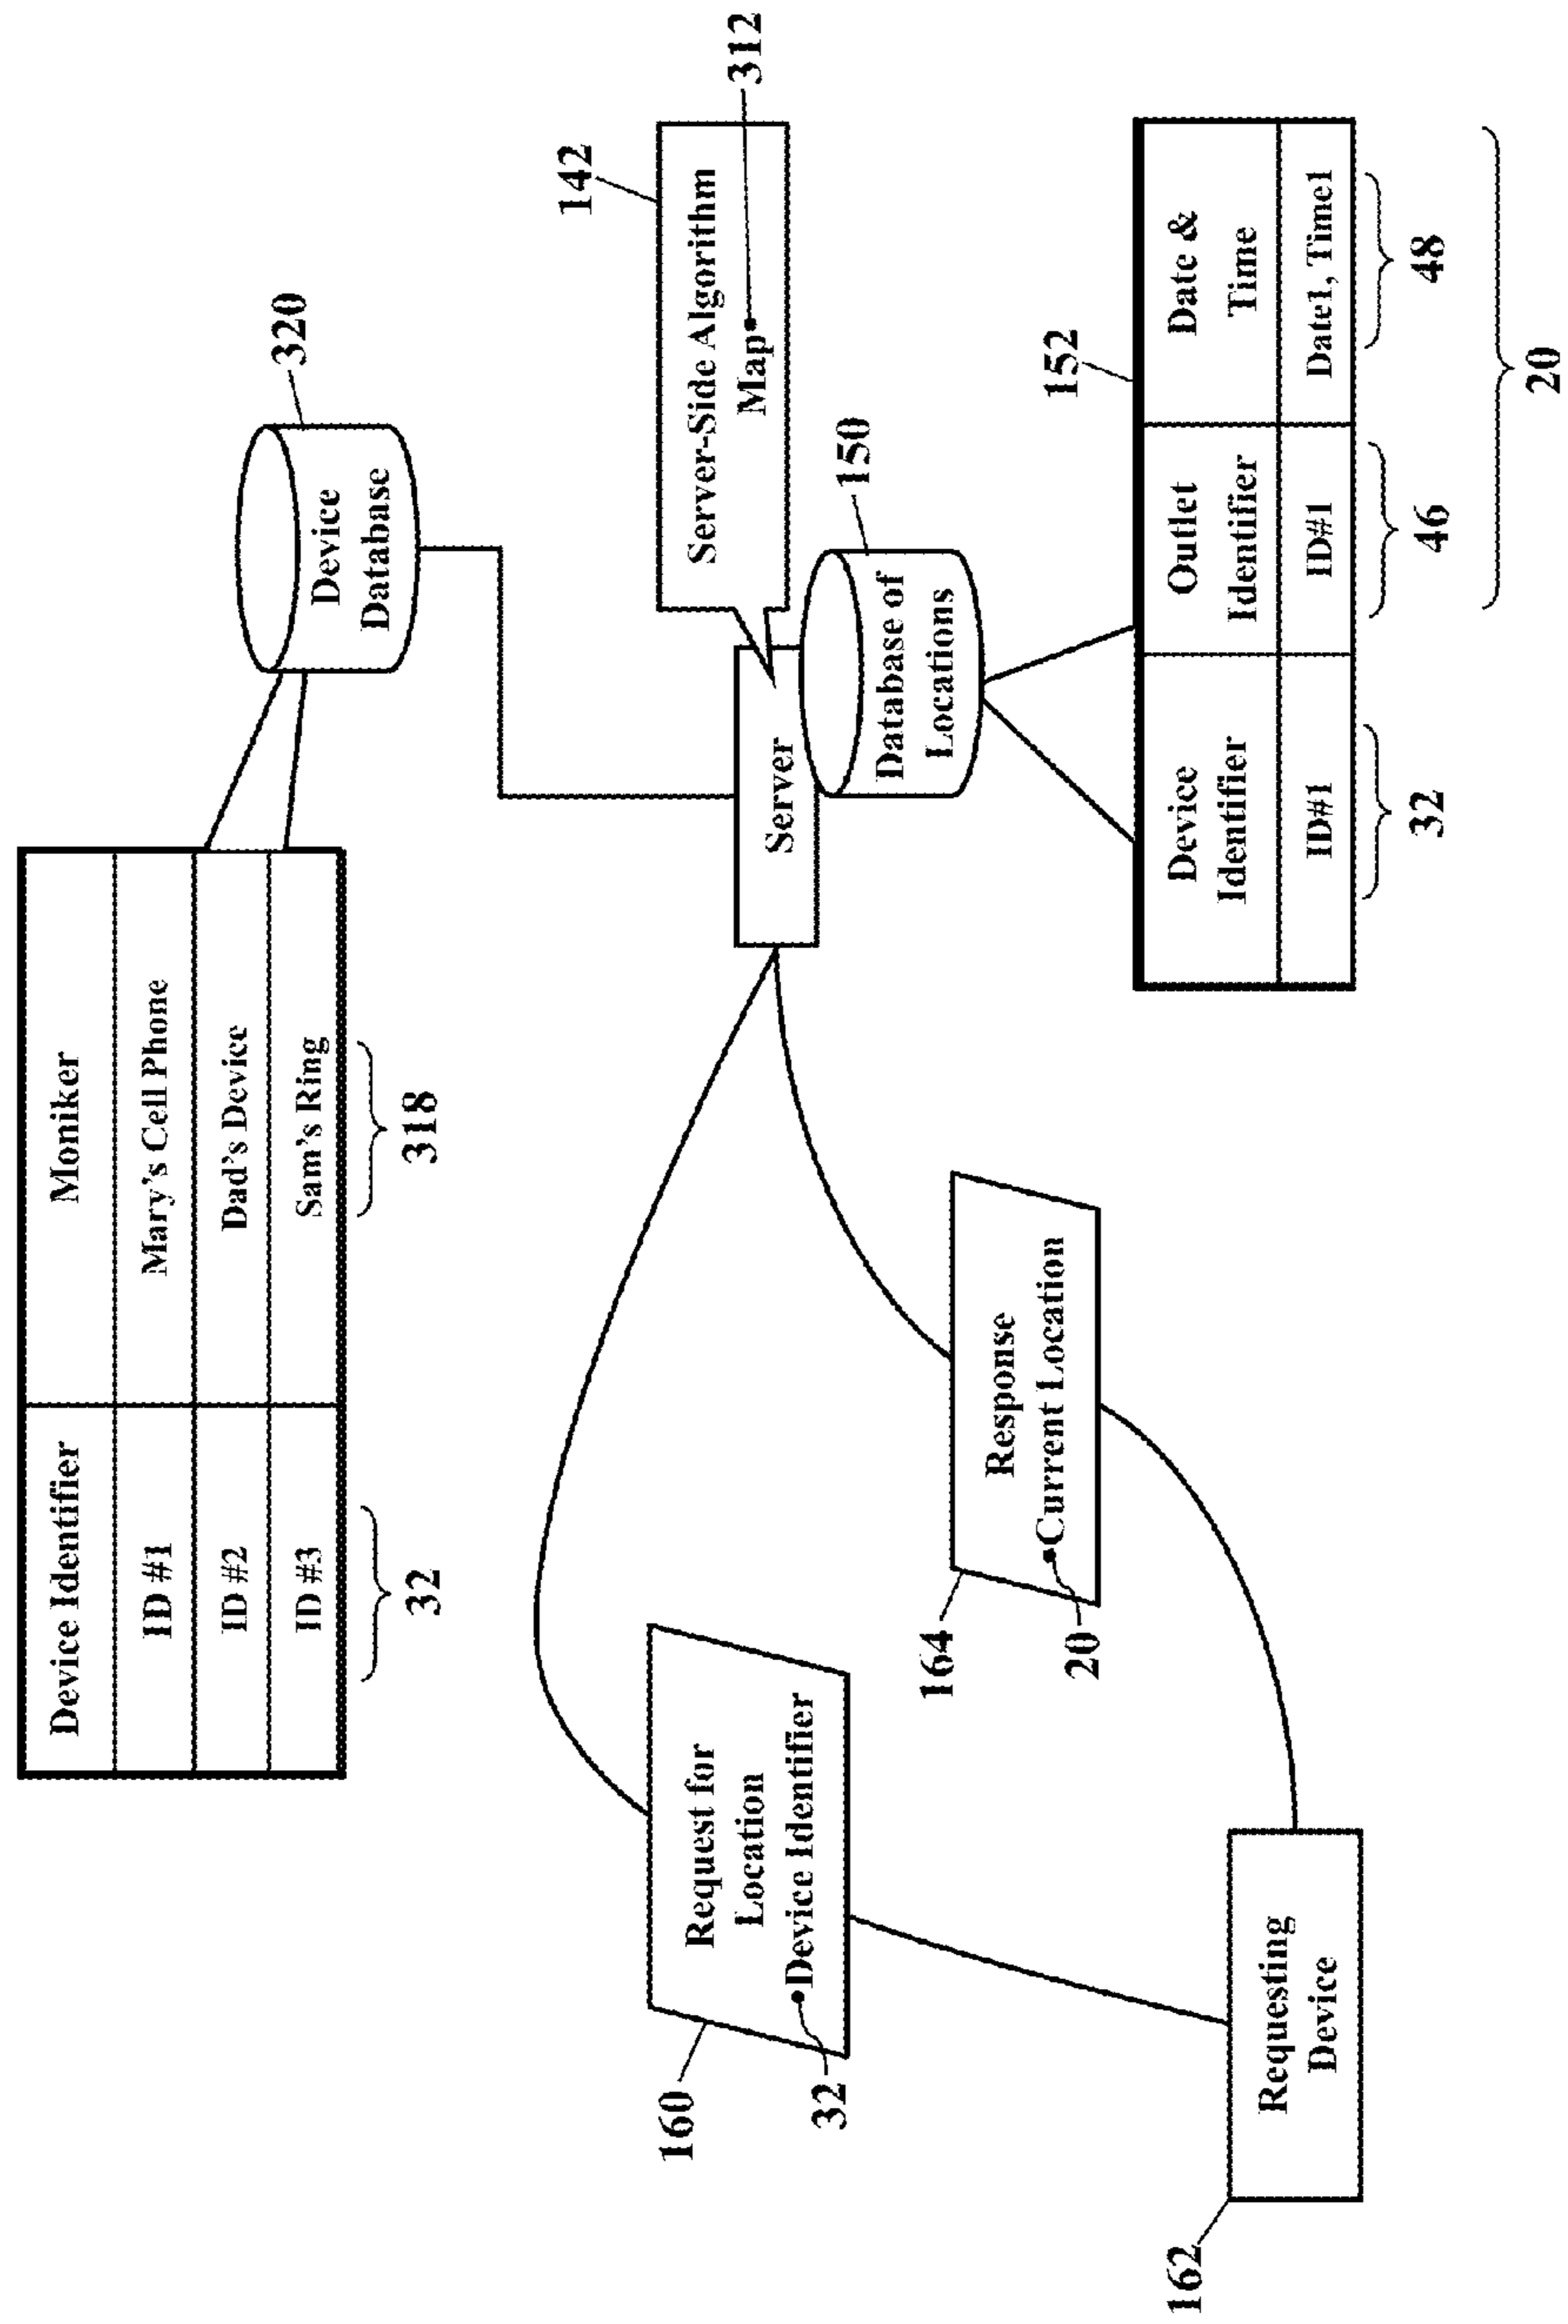 Device Identifier
Moniker
ID #1
Mary's Cell Phone
ID #2
Dad's Device
ID #3
Sam's Ring
32
318
320
Device
Database
142
Server-Side Algorithm
Map
312
Server
150
Database of
Locations
160
Request for
Location
Device Identifier
32
164
Response
Current Location
20
162
Requesting
Device
152
Device
Identifier
Outlet
Identifier
Date &
Time
ID#1
ID#1
Date1, Time1
32
46
48
20